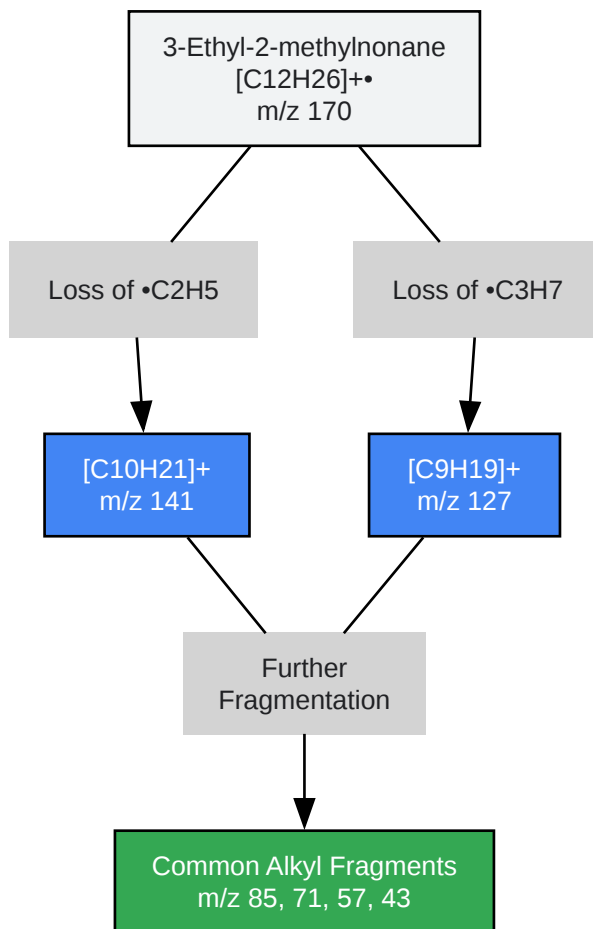 3-Ethyl-2-methylnonane
[C12H26]+•
m/z 170
Loss of •C2H5
Loss of •C3H7
[C10H21]+
m/z 141
[C9H19]+
m/z 127
Further
Fragmentation
Common Alkyl Fragments
m/z 85, 71, 57, 43